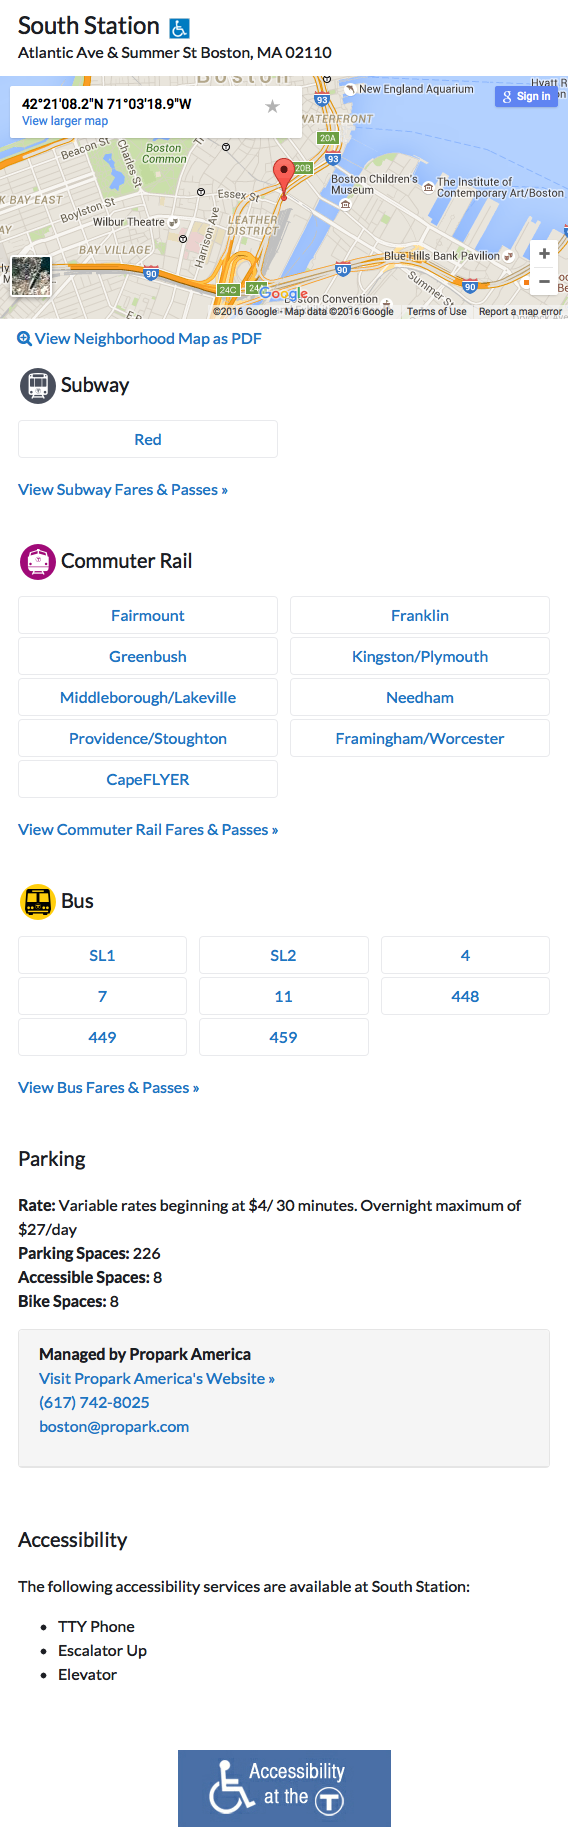 South Station
Atlantic Ave & Summer St Boston, MA 02110
Boston
42°21'08.2"N 71°03'18.9"W
View larger map
New England Aquarium
Hyatt R
Sign in
93
WATERFRONT
20A
93
20B
Beacon St
Boston
Common
Charles St
Boston Children's
Museum
The Institute of
Contemporary Art/Boston
K BAY EAST
Boylston St
Essex St
Wilbur Theatre
LEATHER
DISTRICT
Harrison Ave
BAY VILLAGE
Blue Hills Bank Pavilion
90
90
90
Summer St
24C
Google
Boston Convention
©2016 Google - Map data ©2016 Google
Terms of Use
Report a map error
View Neighborhood Map as PDF
Subway
Red
View Subway Fares & Passes »
Commuter Rail
Fairmount
Franklin
Greenbush
Kingston/Plymouth
Middleborough/Lakeville
Needham
Providence/Stoughton
Framingham/Worcester
CapeFLYER
View Commuter Rail Fares & Passes »
Bus
SL1
SL2
4
7
11
448
449
459
View Bus Fares & Passes »
Parking
Rate: Variable rates beginning at $4/ 30 minutes. Overnight maximum of
$27/day
Parking Spaces: 226
Accessible Spaces: 8
Bike Spaces: 8
Managed by Propark America
Visit Propark America's Website »
(617) 742-8025
boston@propark.com
Accessibility
The following accessibility services are available at South Station:
• TTY Phone
• Escalator Up
• Elevator
Accessibility
at the T